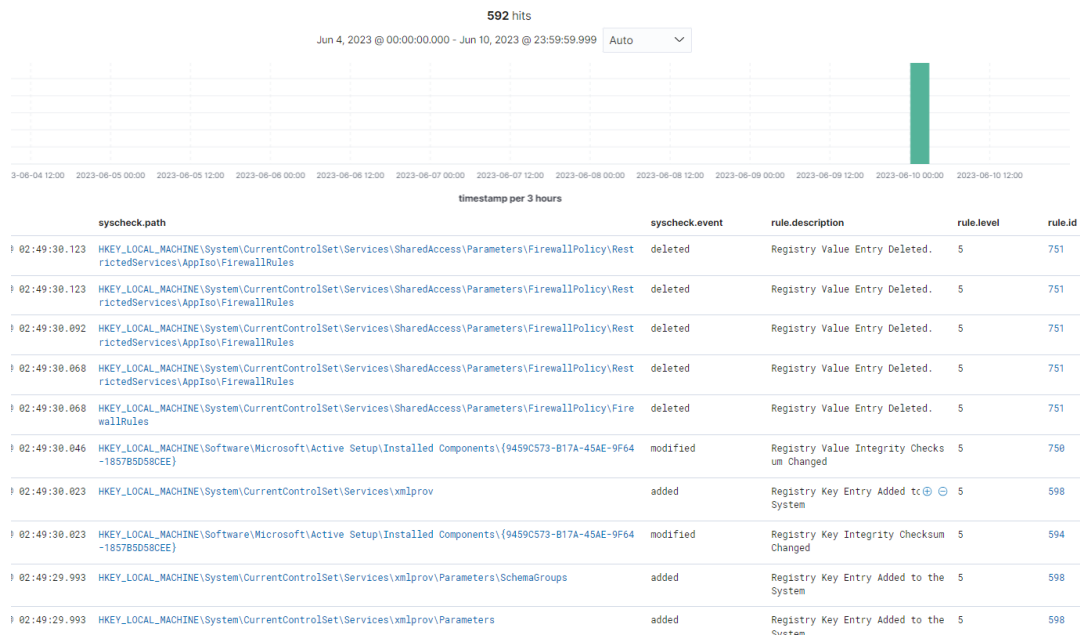 592 hits
Jun 4, 2023 @ 00:00:00.000 - Jun 10, 2023 @ 23:59:59.999 Auto
3-06-04 12:00 2023-06-05 00:00 2023-06-05 12:00 2023-06-06 00:00 2023-06-06 12:00 2023-06-07 00:00 2023-06-07 12:00 2023-06-08 00:00 2023-06-08 12:00 2023-06-09 00:00 2023-06-09 12:00 2023-06-10 00:00 2023-06-10 12:00
timestamp per 3 hours
syscheck.path syscheck.event rule.description rule.level rule.id
02:49:30.123 HKEY_LOCAL_MACHINE\System\CurrentControlSet\Services\SharedAccess\Parameters\FirewallPolicy\Rest deleted Registry Value Entry Deleted. 5 751
rictedServices\AppIso\FirewallRules
02:49:30.123 HKEY_LOCAL_MACHINE\System\CurrentControlSet\Services\SharedAccess\Parameters\FirewallPolicy\Rest deleted Registry Value Entry Deleted. 5 751
rictedServices\AppIso\FirewallRules
02:49:30.092 HKEY_LOCAL_MACHINE\System\CurrentControlSet\Services\SharedAccess\Parameters\FirewallPolicy\Rest deleted Registry Value Entry Deleted. 5 751
rictedServices\AppIso\FirewallRules
02:49:30.068 HKEY_LOCAL_MACHINE\System\CurrentControlSet\Services\SharedAccess\Parameters\FirewallPolicy\Rest deleted Registry Value Entry Deleted. 5 751
rictedServices\AppIso\FirewallRules
02:49:30.068 HKEY_LOCAL_MACHINE\System\CurrentControlSet\Services\SharedAccess\Parameters\FirewallPolicy\Fire deleted Registry Value Entry Deleted. 5 751
wallRules
02:49:30.046 HKEY_LOCAL_MACHINE\Software\Microsoft\Active Setup\Installed Components\{9459C573-B17A-45AE-9F64 modified Registry Value Integrity Checks 5 750
-1857B5D58CEE} um Changed
02:49:30.023 HKEY_LOCAL_MACHINE\System\CurrentControlSet\Services\xmlprov added Registry Key Entry Added to 5 598
System
02:49:30.023 HKEY_LOCAL_MACHINE\Software\Microsoft\Active Setup\Installed Components\{9459C573-B17A-45AE-9F64 modified Registry Key Integrity Checksum 5 594
-1857B5D58CEE} Changed
02:49:29.993 HKEY_LOCAL_MACHINE\System\CurrentControlSet\Services\xmlprov\Parameters\SchemaGroups added Registry Key Entry Added to the 5 598
System
02:49:29.993 HKEY_LOCAL_MACHINE\System\CurrentControlSet\Services\xmlprov\Parameters added Registry Key Entry Added to the 5 598
System